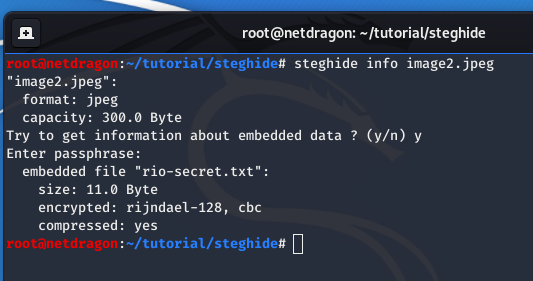 root@netdragon: ~/tutorial/steghide
root@netdragon:~/tutorial/steghide# steghide info image2.jpeg
"image2.jpeg":
  format: jpeg
  capacity: 300.0 Byte
Try to get information about embedded data ? (y/n) y
Enter passphrase:
  embedded file "rio-secret.txt":
    size: 11.0 Byte
    encrypted: rijndael-128, cbc
    compressed: yes
root@netdragon:~/tutorial/steghide#